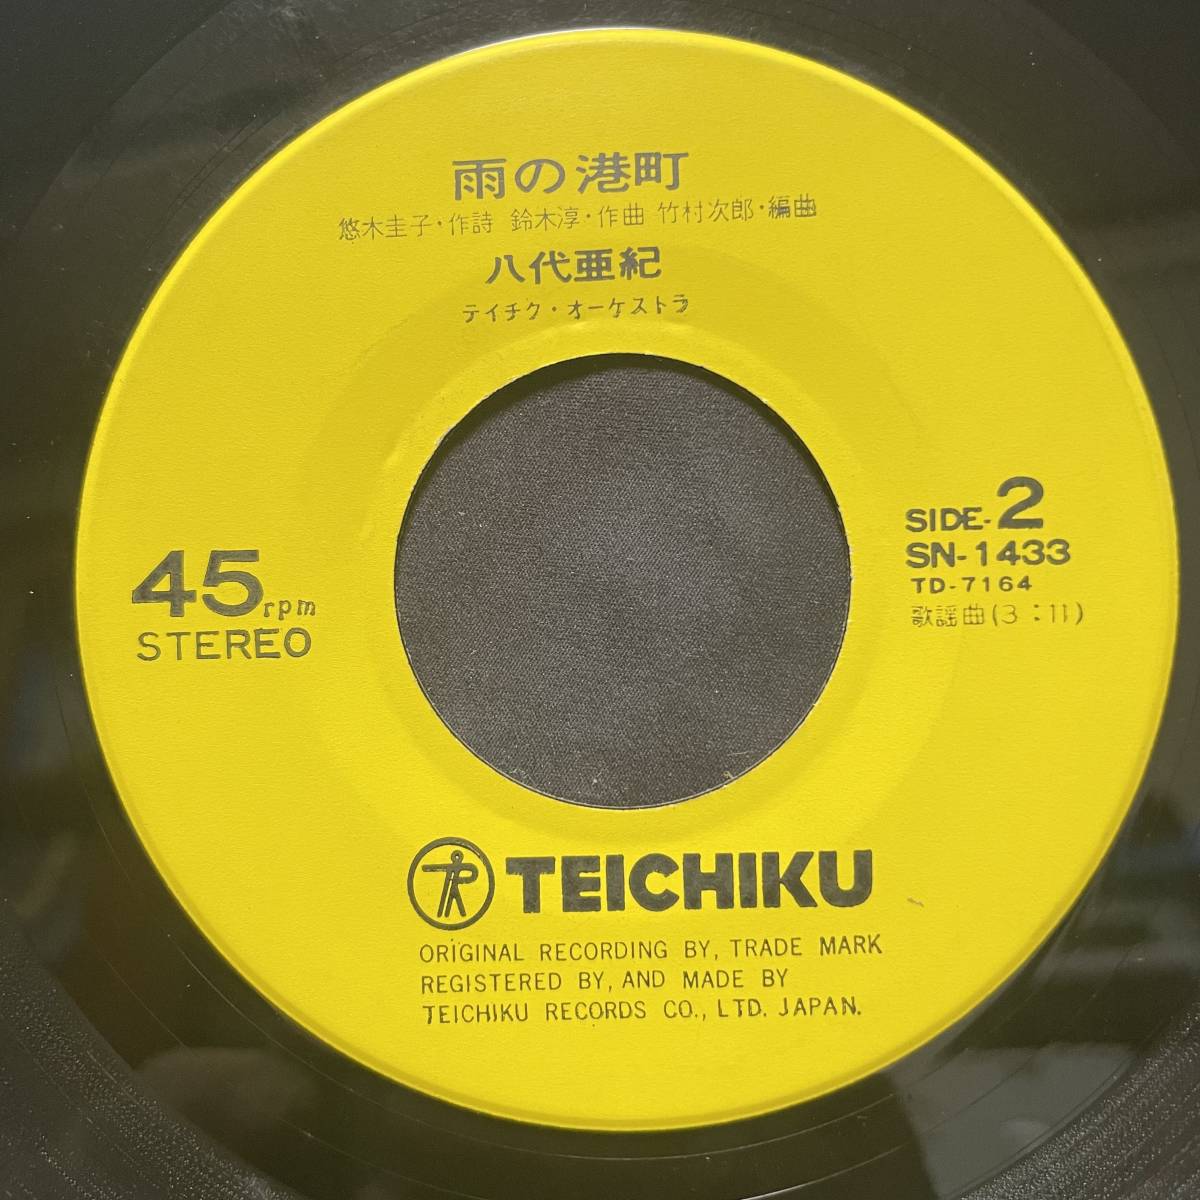 雨の港町
悠木圭子・作詩 鈴木淳・作曲 竹村次郎・編曲
八代亜紀
テイチク・オーケストラ
SIDE-2
SN-1433
TD-7164
歌謡曲(3:11)
45rpm
STEREO
TEICHIKU
ORIGINAL RECORDING BY, TRADE MARK
REGISTERED BY, AND MADE BY
TEICHIKU RECORDS CO., LTD. JAPAN.